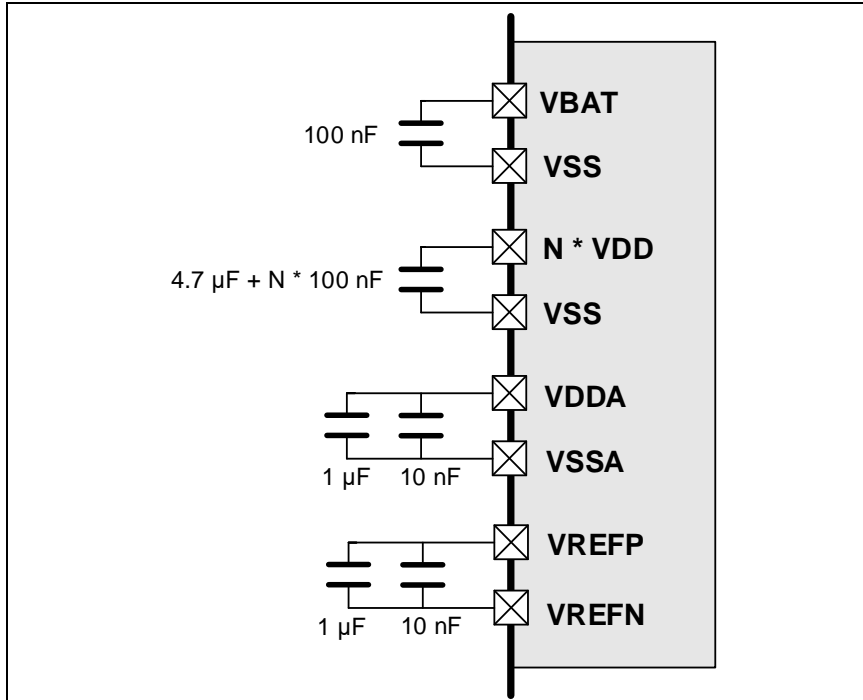 VBAT
100 nF
VSS
N * VDD
4.7 µF + N * 100 nF
VSS
VDDA
VSSA
1 µF 10 nF
VREFP
VREFN
1 µF 10 nF